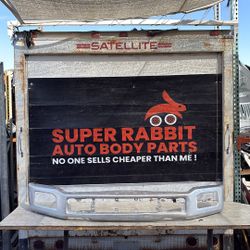 SATELLITE
SUPER RABBIT
AUTO BODY PARTS
NO ONE SELLS CHEAPER THAN ME !